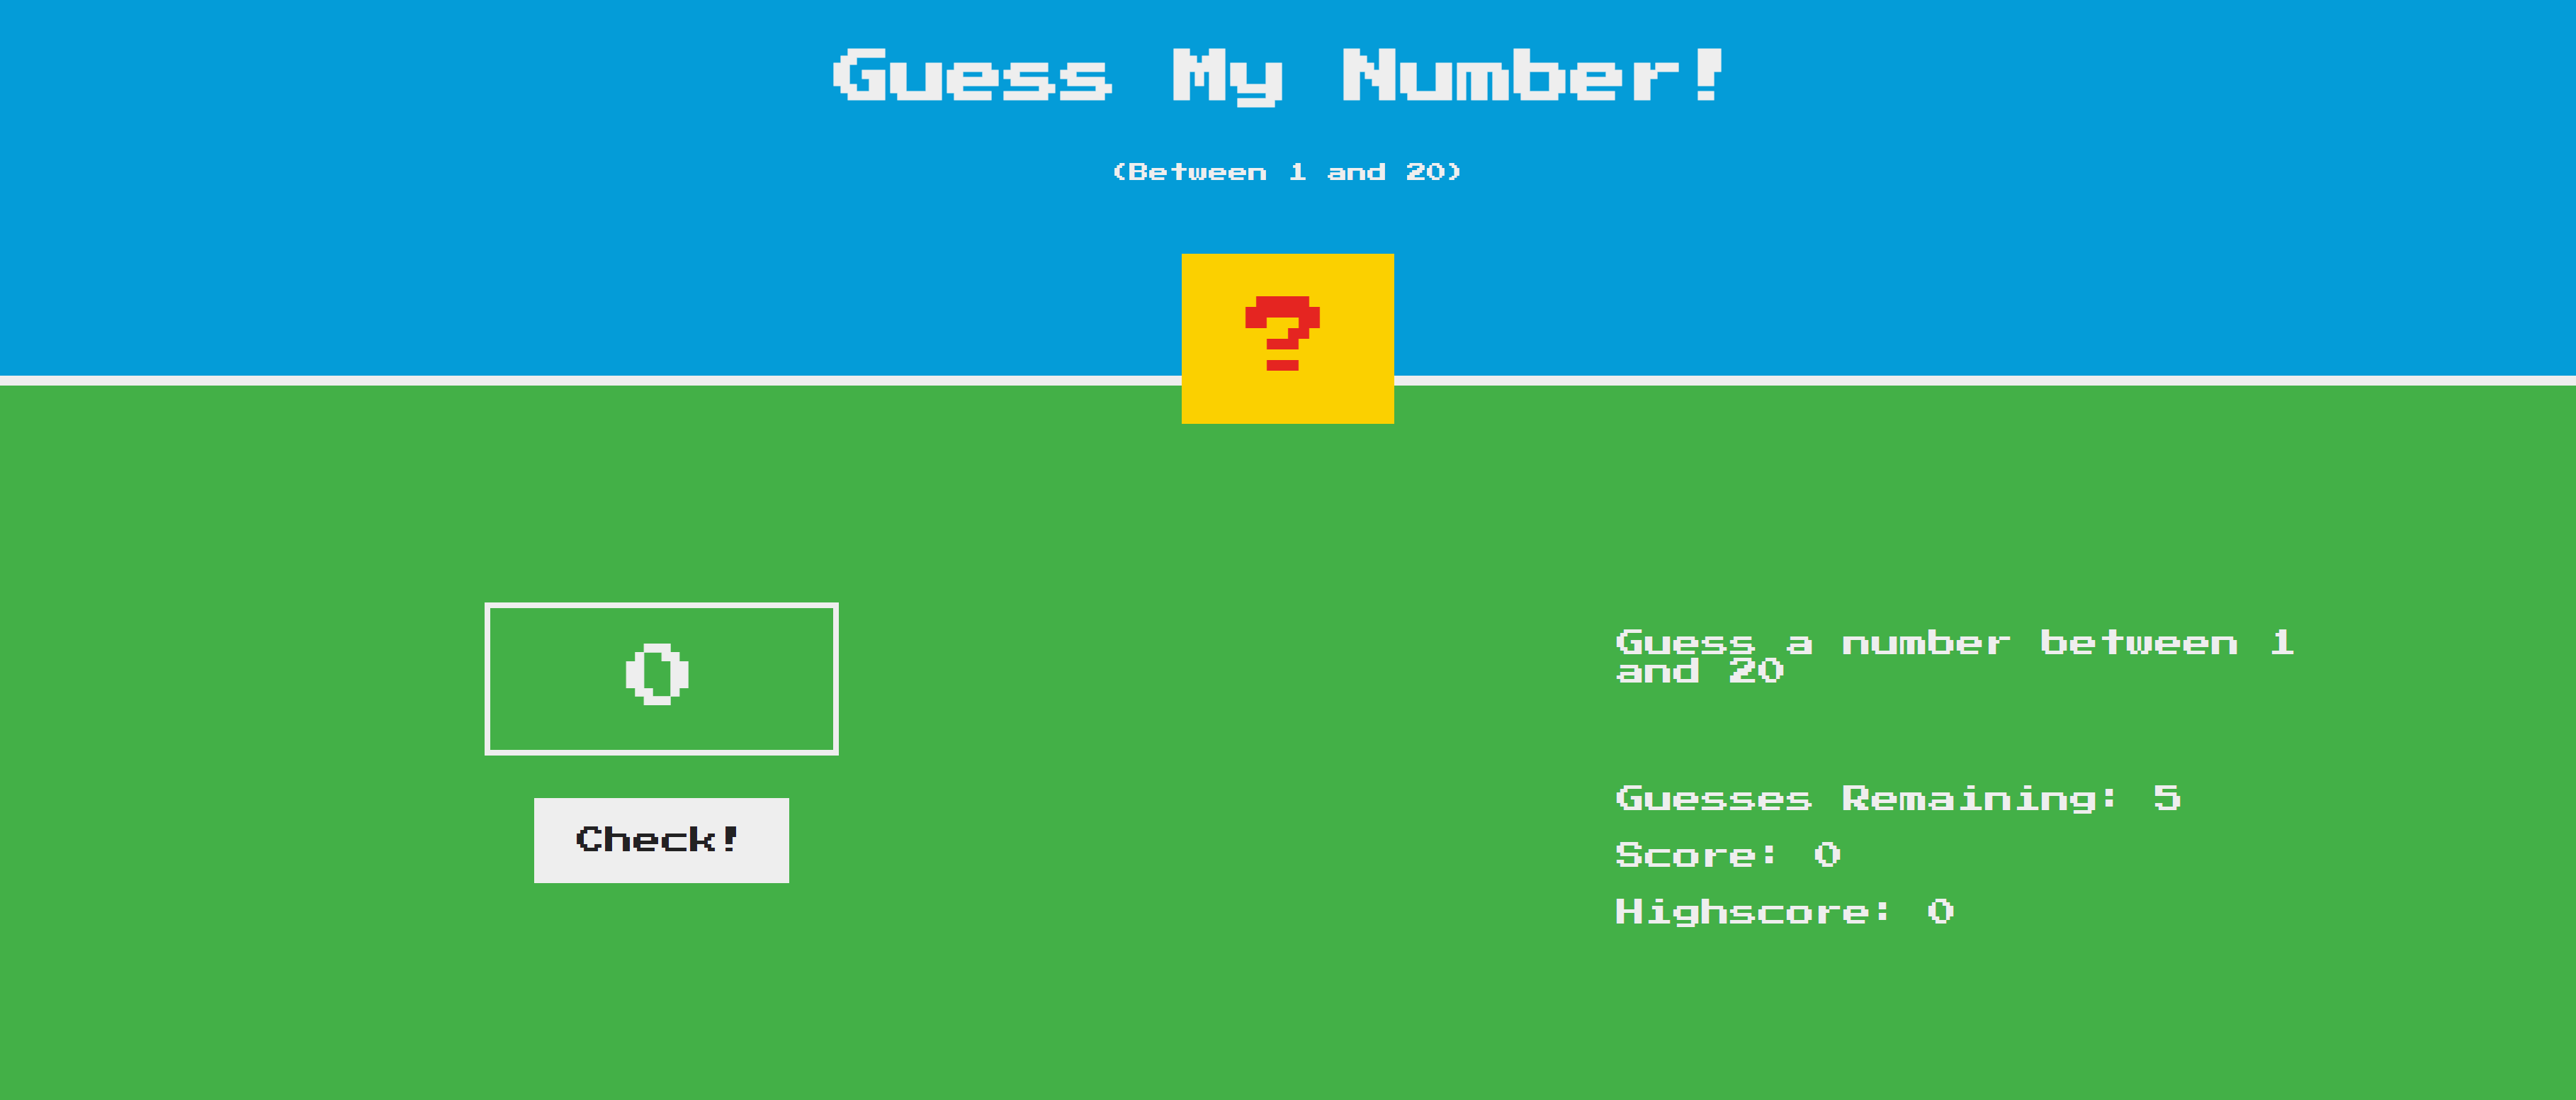 Guess My Number!
(Between 1 and 20)
?
0
Check!
Guess a number between 1
and 20
Guesses Remaining: 5
Score: 0
Highscore: 0